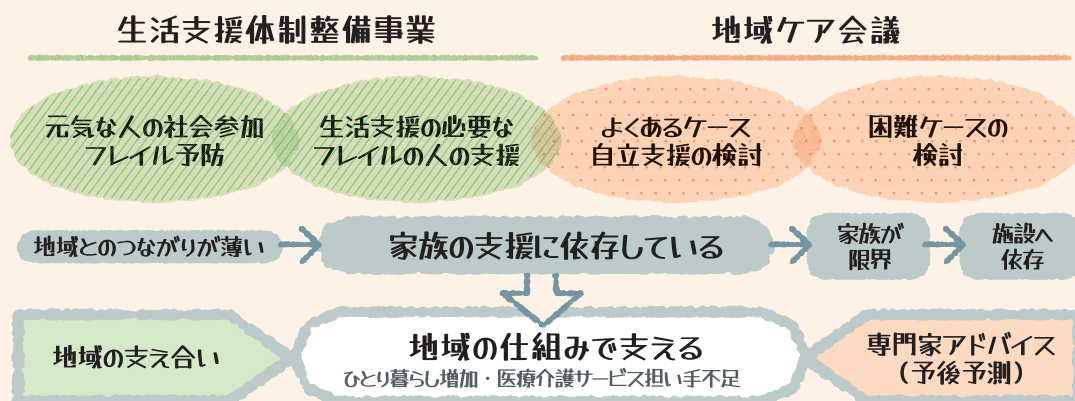 生活支援体制整備事業
地域ケア会議
元気な人の社会参加
フレイル予防
生活支援の必要な
フレイルの人の支援
よくあるケース
自立支援の検討
困難ケースの
検討
地域とのつながりが薄い
家族の支援に依存している
家族が
限界
施設へ
依存
地域の支え合い
地域の仕組みで支える
ひとり暮らし増加・医療介護サービス担い手不足
専門家アドバイス
（予後予測）